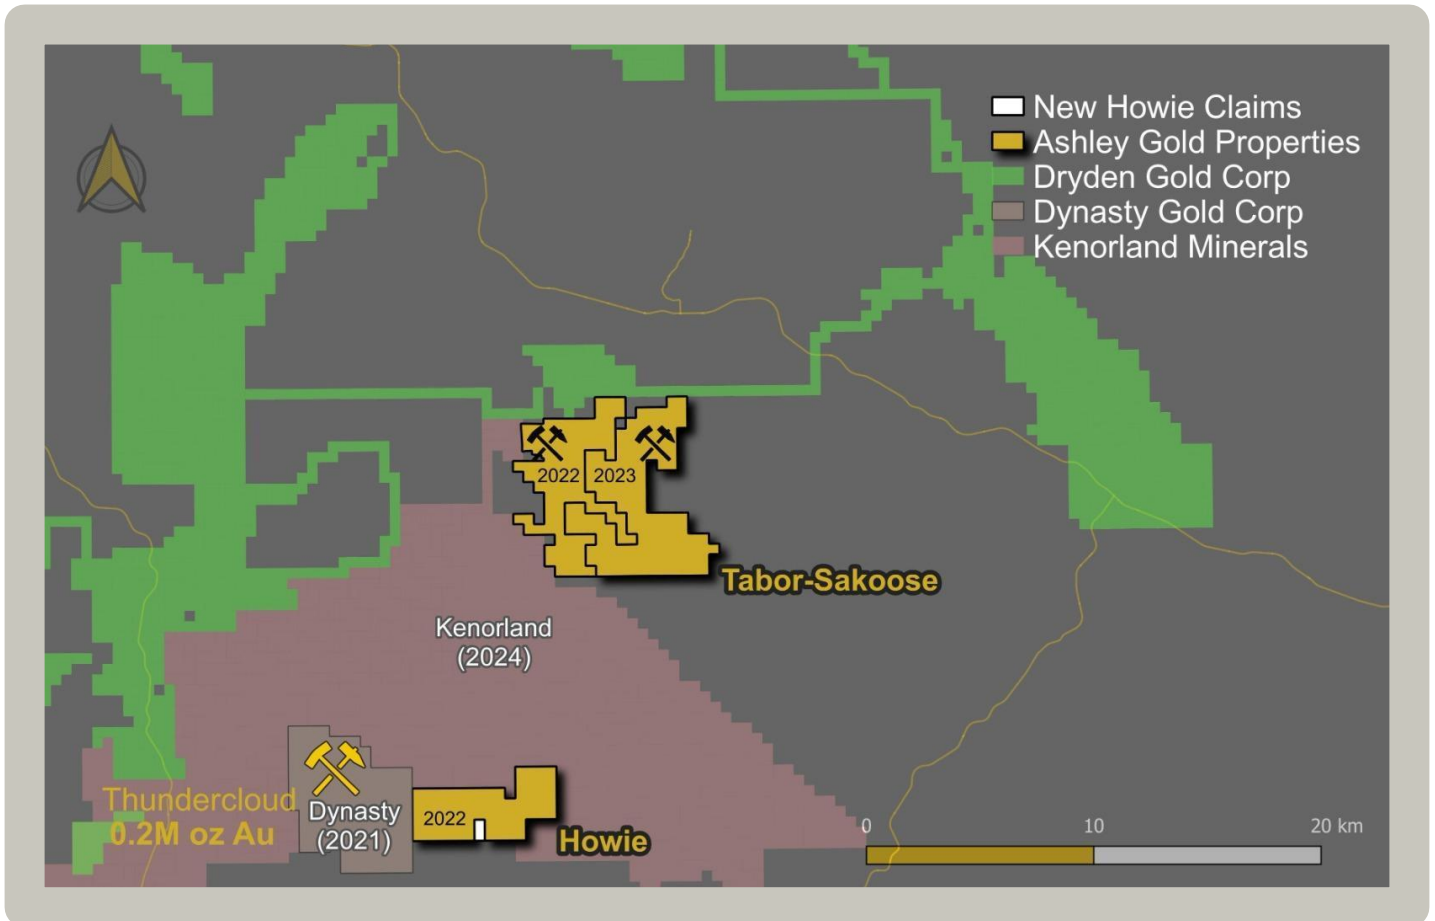 New Howie Claims
Ashley Gold Properties
Dryden Gold Corp
Dynasty Gold Corp
Kenorland Minerals
2022 2023
Tabor-Sakoose
Kenorland
(2024)
Thundercloud
0.2M oz Au
Dynasty
(2021)
2022
Howie
0 10 20 km